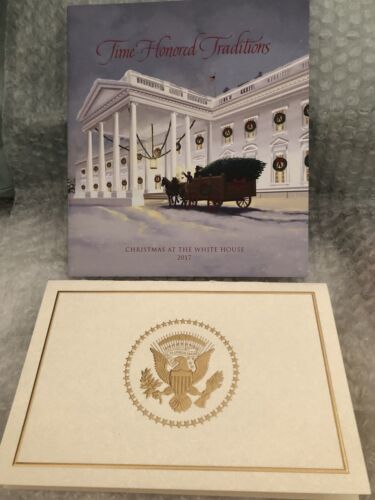 Time Honored Traditions
CHRISTMAS AT THE WHITE HOUSE
2017